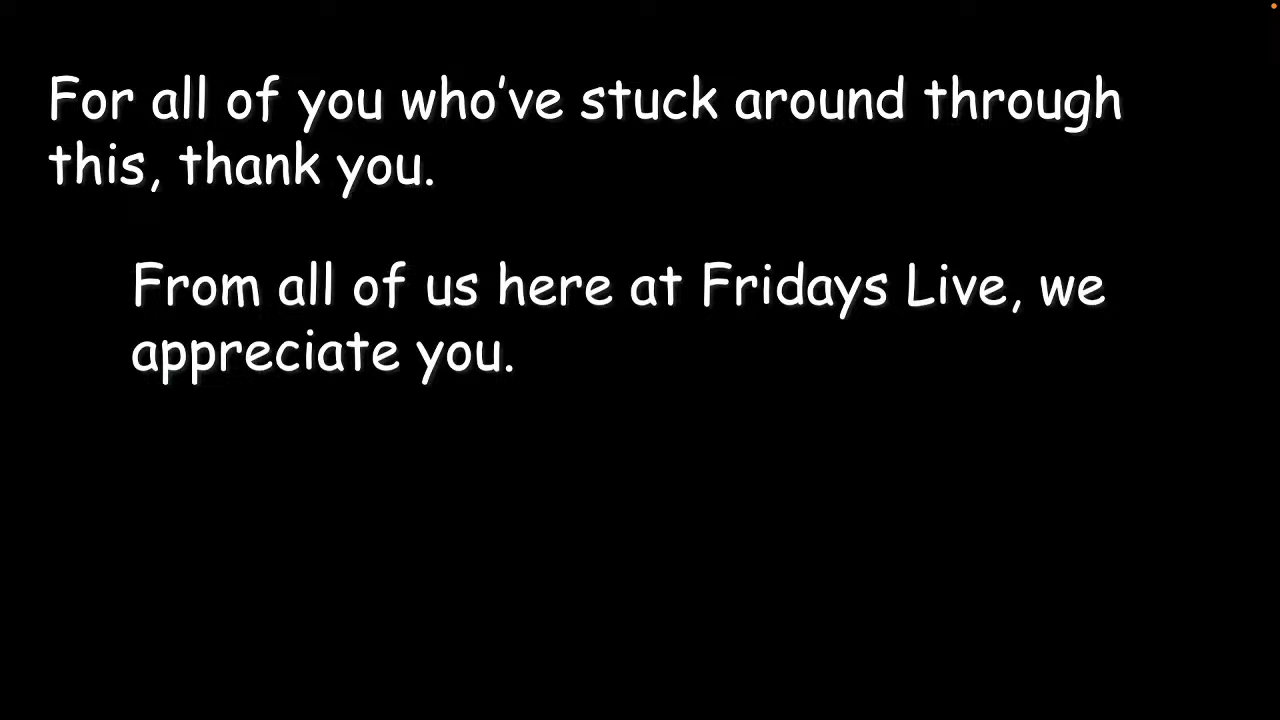 For all of you who’ve stuck around through
this, thank you.
From all of us here at Fridays Live, we
appreciate you.